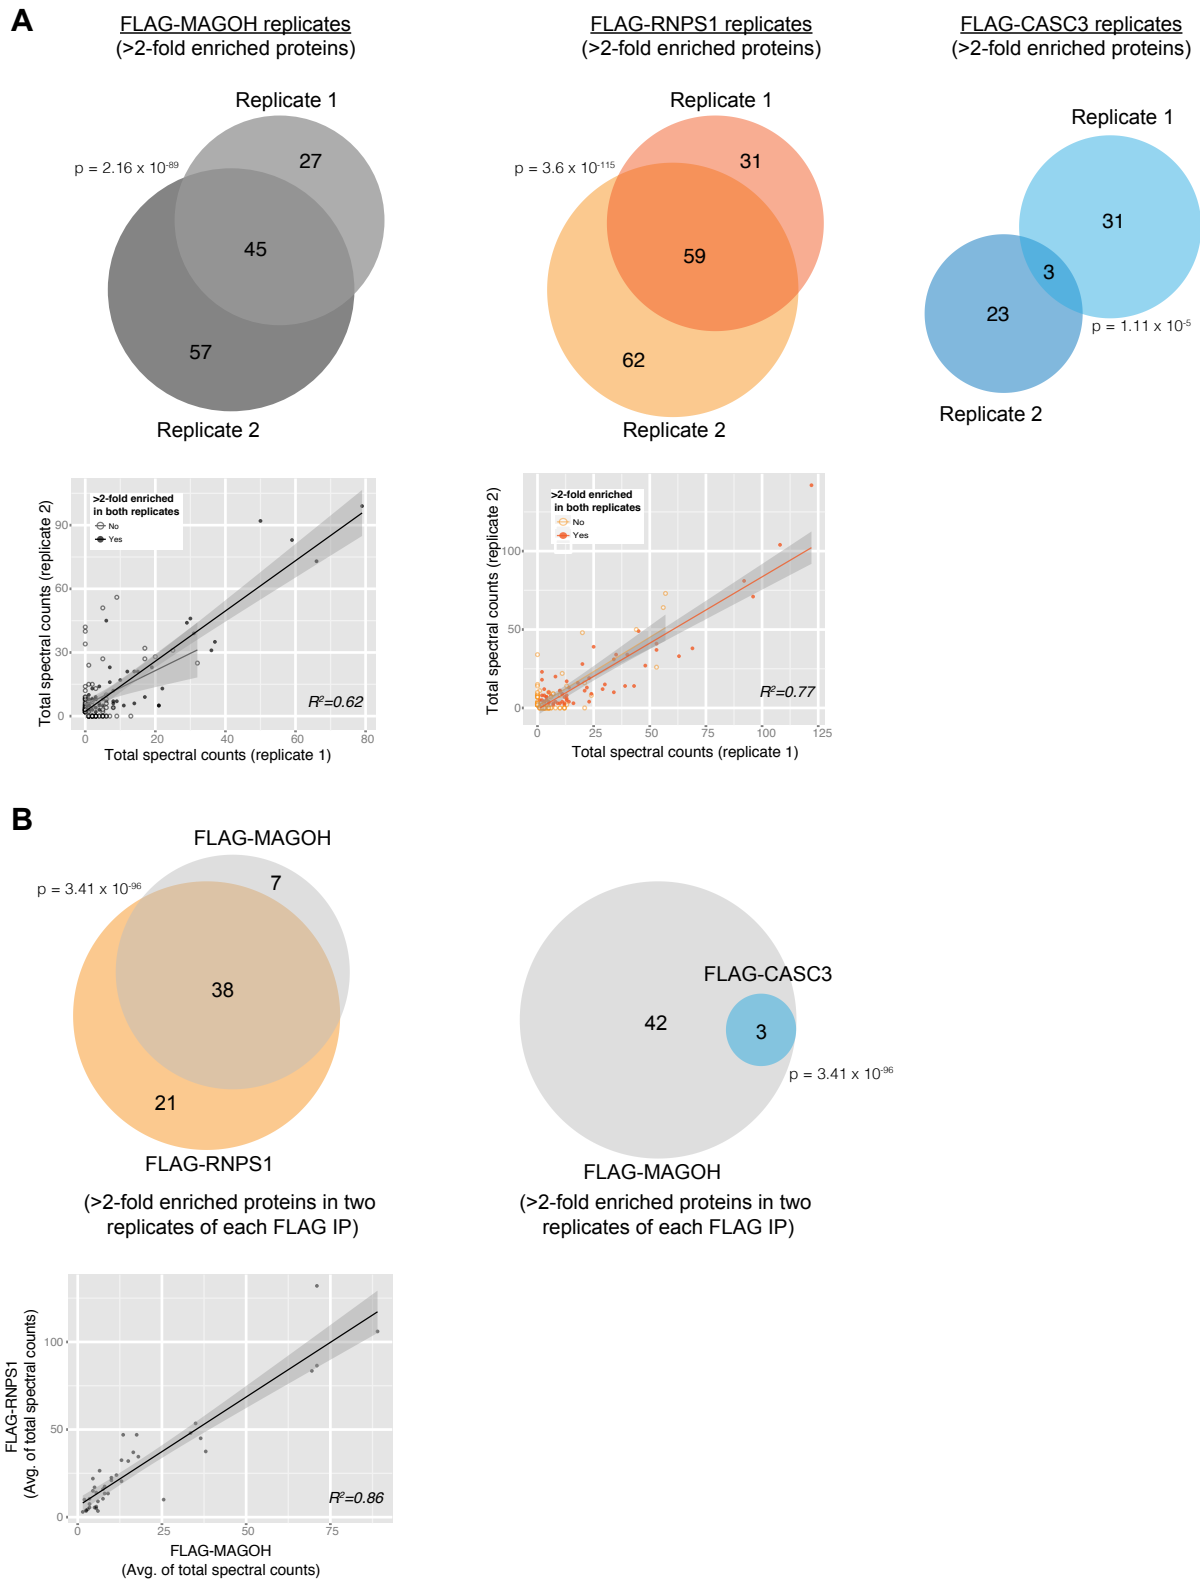 A
FLAG-MAGOH replicates
(>2-fold enriched proteins)
FLAG-RNPS1 replicates
(>2-fold enriched proteins)
FLAG-CASC3 replicates
(>2-fold enriched proteins)
Replicate 1
27
p = 2.16 x 10⁻⁸⁹
45
57
Replicate 2
Replicate 1
31
p = 3.6 x 10⁻¹¹⁵
59
62
Replicate 2
Replicate 1
31
3
23
p = 1.11 x 10⁻⁵
Replicate 2
Total spectral counts (replicate 2)
>2-fold enriched
in both replicates
No
Yes
90
60
30
0
R²=0.62
0 20 40 60 80
Total spectral counts (replicate 1)
Total spectral counts (replicate 2)
>2-fold enriched
in both replicates
No
Yes
100
50
0
R²=0.77
0 25 50 75 100 125
Total spectral counts (replicate 1)
B
FLAG-MAGOH
7
p = 3.41 x 10⁻⁹⁶
38
21
FLAG-RNPS1
(>2-fold enriched proteins in two
replicates of each FLAG IP)
FLAG-CASC3
42
3
p = 3.41 x 10⁻⁹⁶
FLAG-MAGOH
(>2-fold enriched proteins in two
replicates of each FLAG IP)
FLAG-RNPS1
(Avg. of total spectral counts)
100
50
0
R²=0.86
0 25 50 75
FLAG-MAGOH
(Avg. of total spectral counts)